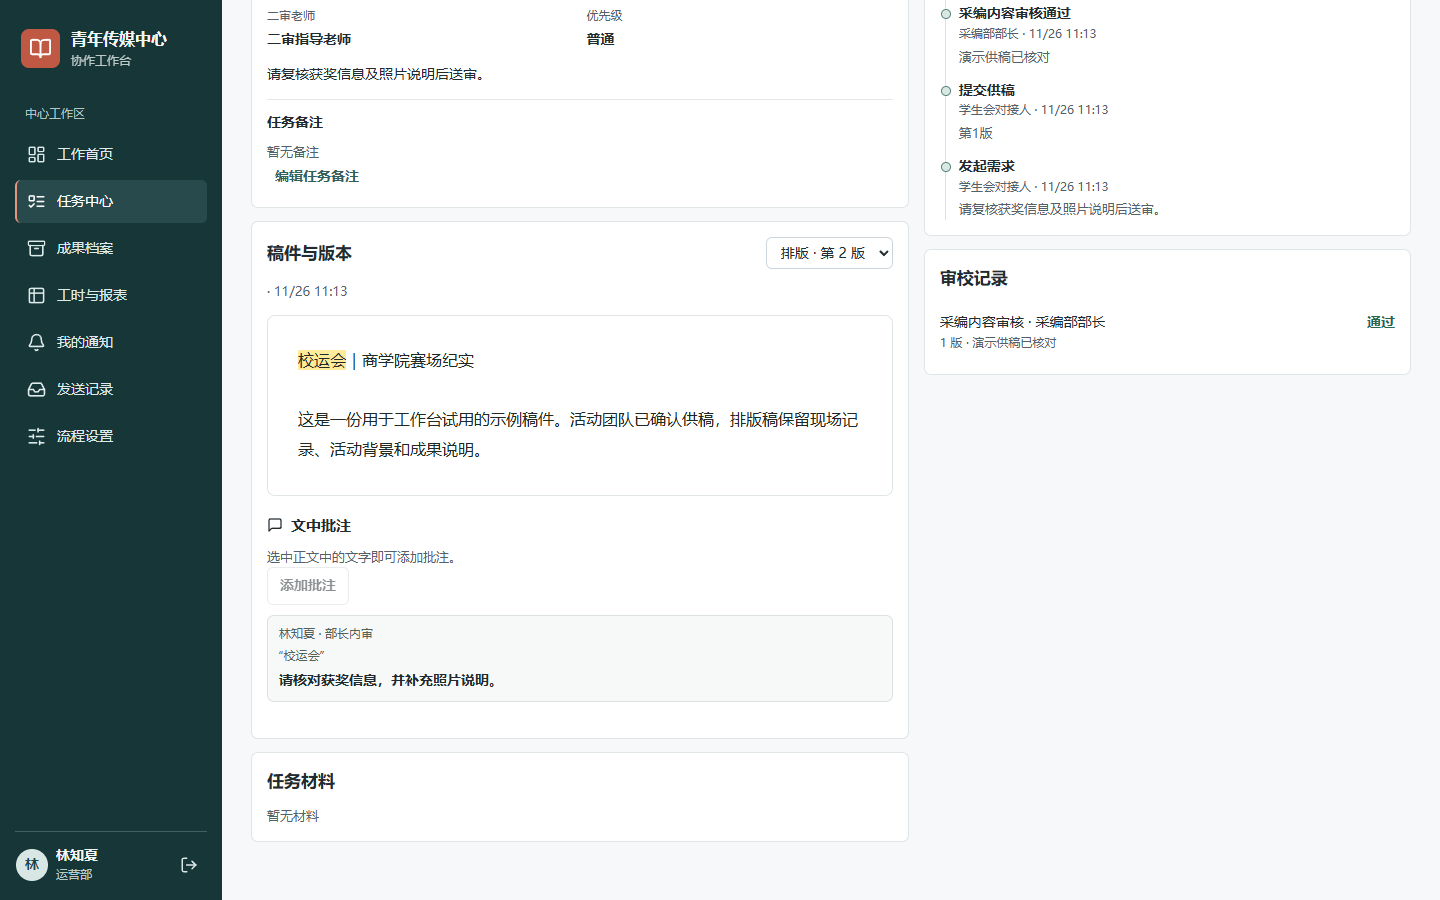 青年传媒中心
协作工作台
中心工作区
工作首页
任务中心
成果档案
工时与报表
我的通知
发送记录
流程设置
林
林知夏
运营部
二审老师
优先级
二审指导老师
普通
请复核获奖信息及照片说明后送审。
任务备注
暂无备注
编辑任务备注
稿件与版本
排版 · 第 2 版
· 11/26 11:13
校运会｜商学院赛场纪实
这是一份用于工作台试用的示例稿件。活动团队已确认供稿，排版稿保留现场记
录、活动背景和成果说明。
文中批注
选中正文中的文字即可添加批注。
添加批注
林知夏 · 部长内审
“校运会”
请核对获奖信息，并补充照片说明。
任务材料
暂无材料
采编内容审核通过
采编部部长 · 11/26 11:13
演示供稿已核对
提交供稿
学生会对接人 · 11/26 11:13
第1版
发起需求
学生会对接人 · 11/26 11:13
请复核获奖信息及照片说明后送审。
审校记录
采编内容审核 · 采编部部长
通过
1 版 · 演示供稿已核对